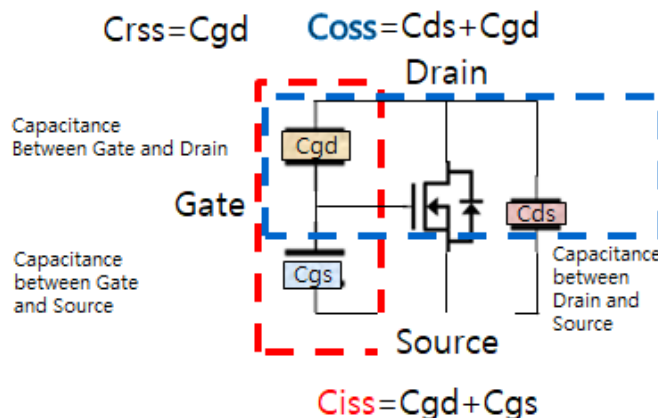 Crss=Cgd
Coss=Cds+Cgd
Drain
Capacitance
Between Gate and Drain
Cgd
Gate
Cds
Capacitance
between Gate
and Source
Cgs
Capacitance
between
Drain and
Source
Source
Ciss=Cgd+Cgs